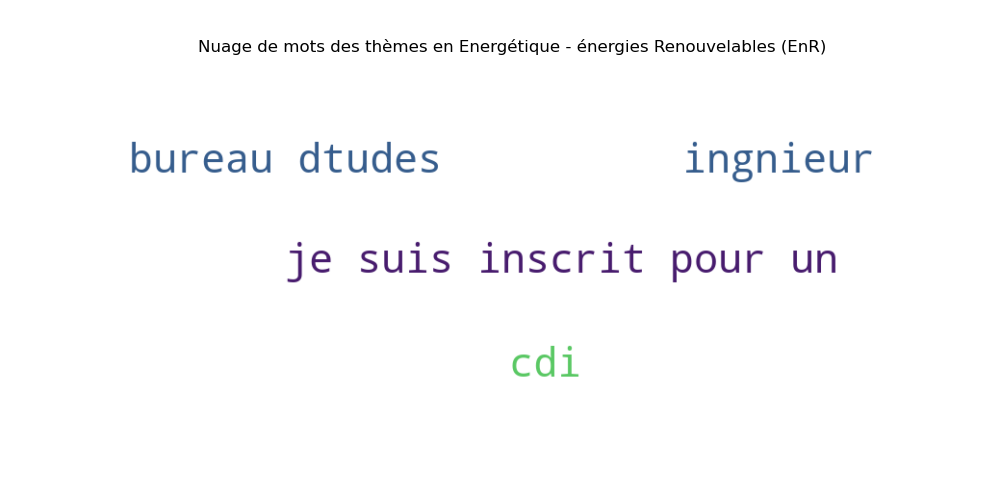 Nuage de mots des thèmes en Energétique - énergies Renouvelables (EnR)
bureau dtudes
ingnieur
je suis inscrit pour un
cdi